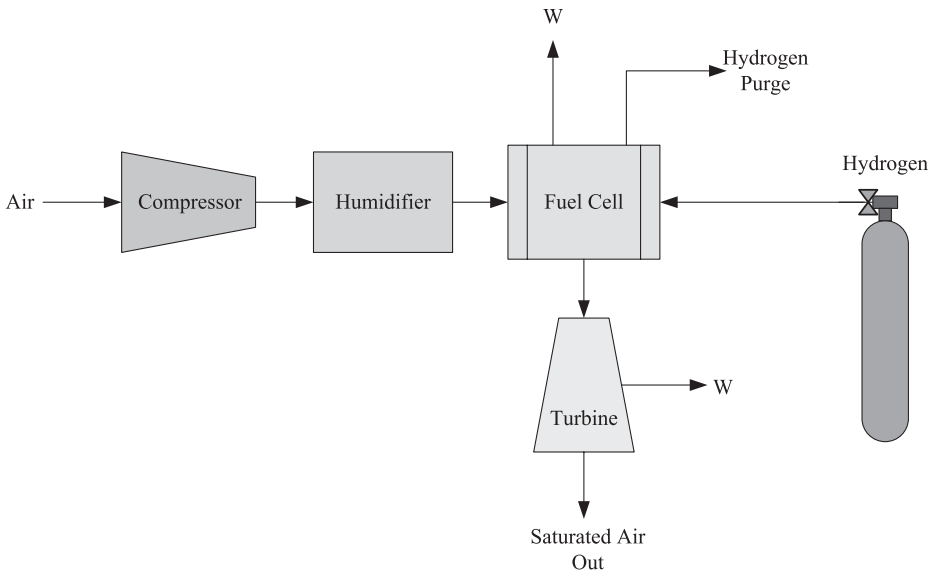 W
Hydrogen
Purge
Hydrogen
Air
Compressor
Humidifier
Fuel Cell
W
Turbine
Saturated Air
Out